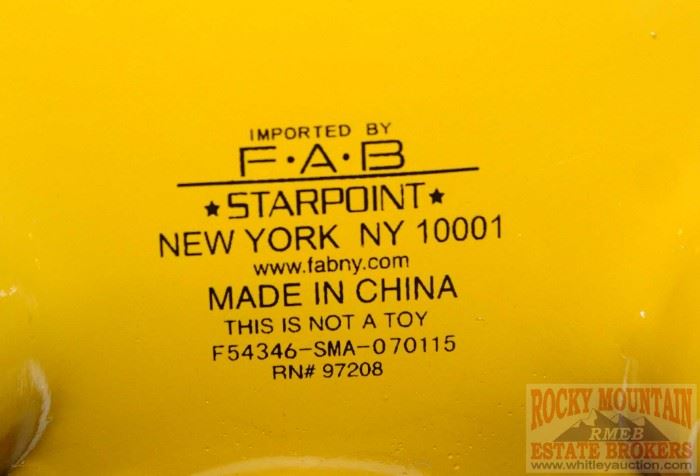 IMPORTED BY
F•A•B
★STARPOINT★
NEW YORK NY 10001
www.fabny.com
MADE IN CHINA
THIS IS NOT A TOY
F54346-SMA-070115
RN# 97208
ROCKY MOUNTAIN
RMEB
ESTATE BROKERS
www.whitleyauction.com